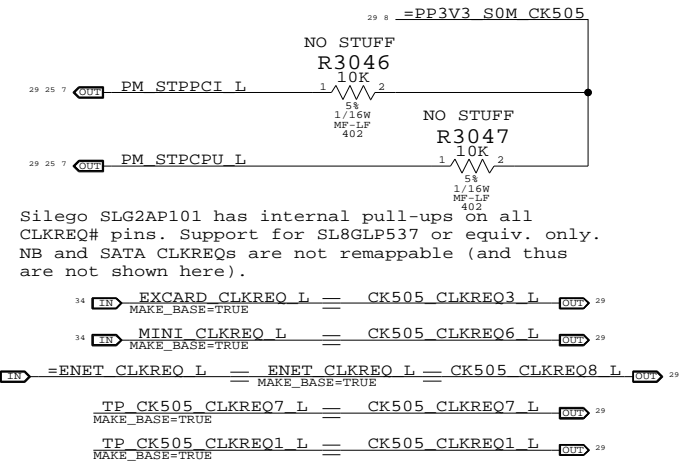 29 8 =PP3V3_S0M_CK505
NO STUFF
R3046
10K
29 25 7 OUT PM_STPPCI_L 1 2
5%
1/16W
MF-LF
402
NO STUFF
R3047
10K
29 25 7 OUT PM_STPCPU_L 1 2
5%
1/16W
MF-LF
402
Silego SLG2AP101 has internal pull-ups on all
CLKREQ# pins. Support for SL8GLP537 or equiv. only.
NB and SATA CLKREQs are not remappable (and thus
are not shown here).
34 IN EXCARD_CLKREQ_L CK505_CLKREQ3_L OUT 29
MAKE_BASE=TRUE
34 IN MINI_CLKREQ_L CK505_CLKREQ6_L OUT 29
MAKE_BASE=TRUE
IN =ENET_CLKREQ_L ENET_CLKREQ_L CK505_CLKREQ8_L OUT 29
MAKE_BASE=TRUE
TP_CK505_CLKREQ7_L CK505_CLKREQ7_L OUT 29
MAKE_BASE=TRUE
TP_CK505_CLKREQ1_L CK505_CLKREQ1_L OUT 29
MAKE_BASE=TRUE